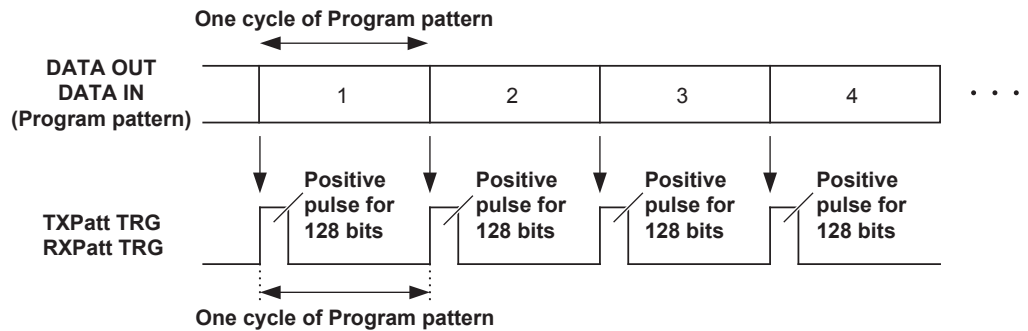 One cycle of Program pattern
DATA OUT
DATA IN
(Program pattern)
1
2
3
4
· · ·
Positive
pulse for
128 bits
Positive
pulse for
128 bits
Positive
pulse for
128 bits
Positive
pulse for
128 bits
TXPatt TRG
RXPatt TRG
One cycle of Program pattern